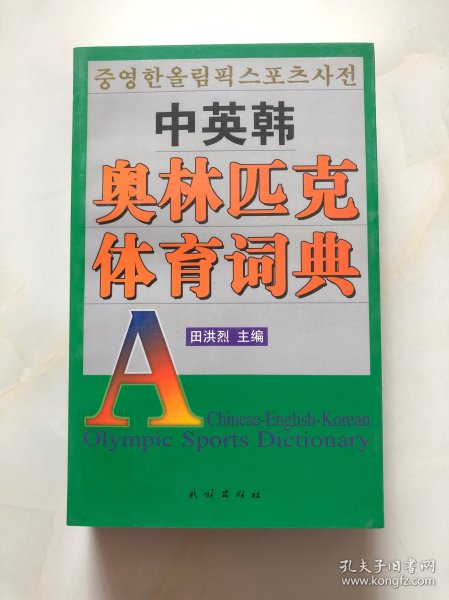 중영한올림픽스포츠사전
中英韩
奥林匹克
体育词典
田洪烈 主编
A
Chinese-English-Korean
Olympic Sports Dictionary
民族出版社
孔夫子旧书网
www.kongfz.com